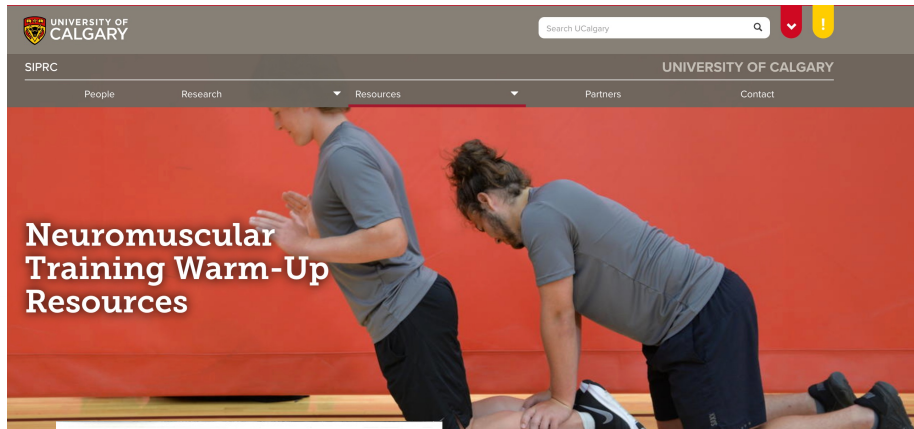 UNIVERSITY OF
CALGARY
Search UCalgary
!
SIPRC
UNIVERSITY OF CALGARY
People
Research
Resources
Partners
Contact
Neuromuscular
Training Warm-Up
Resources